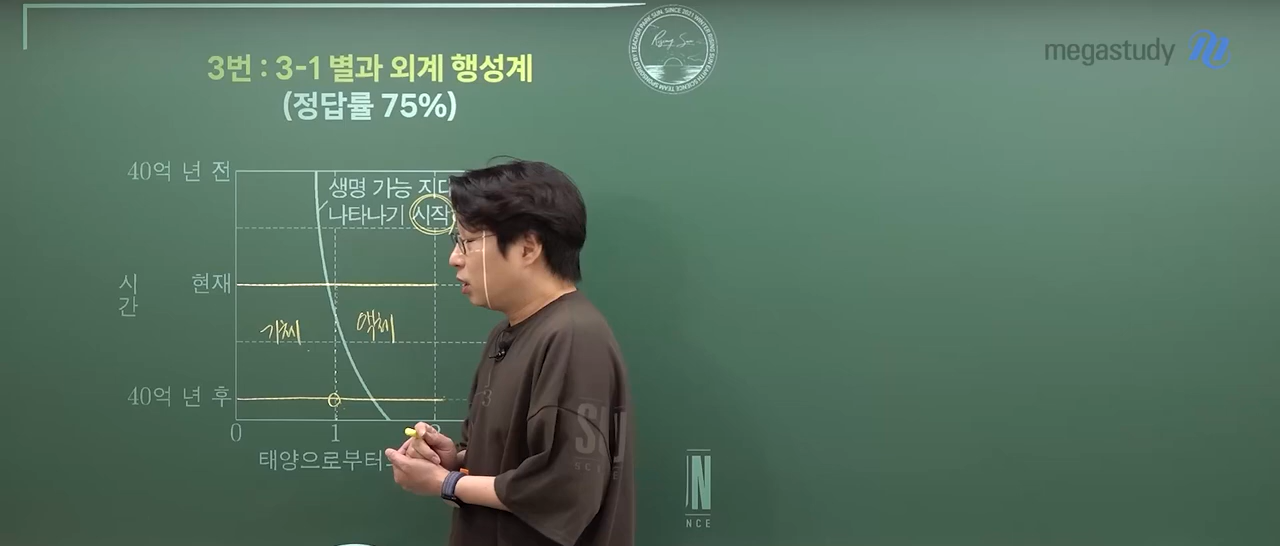 megastudy
3번 : 3-1 별과 외계 행성계
(정답률 75%)
40억 년 전
생명 가능 지대
나타나기 시작
시간
현재
기체
액체
40억 년 후
0
1
2
3
태양으로부터
N
NCE